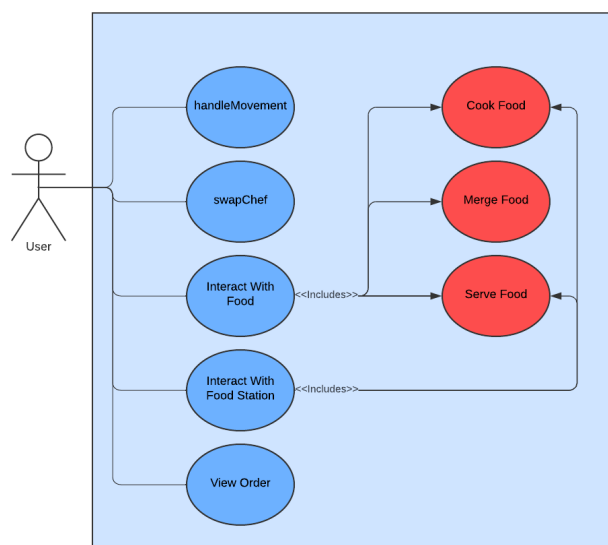 handleMovement
Cook Food
swapChef
Merge Food
User
Interact With
Food
<<Includes>>
Serve Food
Interact With
Food Station
<<Includes>>
View Order